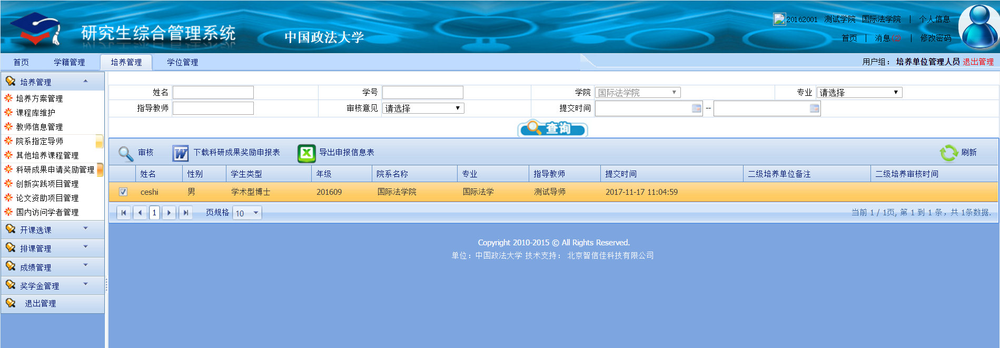 研究生综合管理系统 中国政法大学
20162001 测试学院 国际法学院 | 个人信息
首页 | 消息 | 修改密码
首页 学籍管理 培养管理 学位管理
用户组： 培养单位管理人员 退出管理
培养管理
培养方案管理
课程库维护
教师信息管理
院系指定导师
其他培养课程管理
科研成果申请奖励管理
创新实践项目管理
论文资助项目管理
国内访问学者管理
开课选课
排课管理
成绩管理
奖学金管理
退出管理
姓名 学号 学院 国际法学院 专业 请选择
指导教师 审核意见 请选择 提交时间 --
查询
审核 下载科研成果奖励申报表 导出申报信息表 刷新
姓名 性别 学生类型 年级 院系名称 专业 指导教师 提交时间 二级培养单位备注 二级培养审核时间
ceshi 男 学术型博士 201609 国际法学院 国际法学 测试导师 2017-11-17 11:04:59
1 页规格 10 当前 1 / 1页, 第 1 到 1 条，共 1条数据.
Copyright 2010-2015 © All Rights Reserved.
单位：中国政法大学 技术支持： 北京智信佳科技有限公司